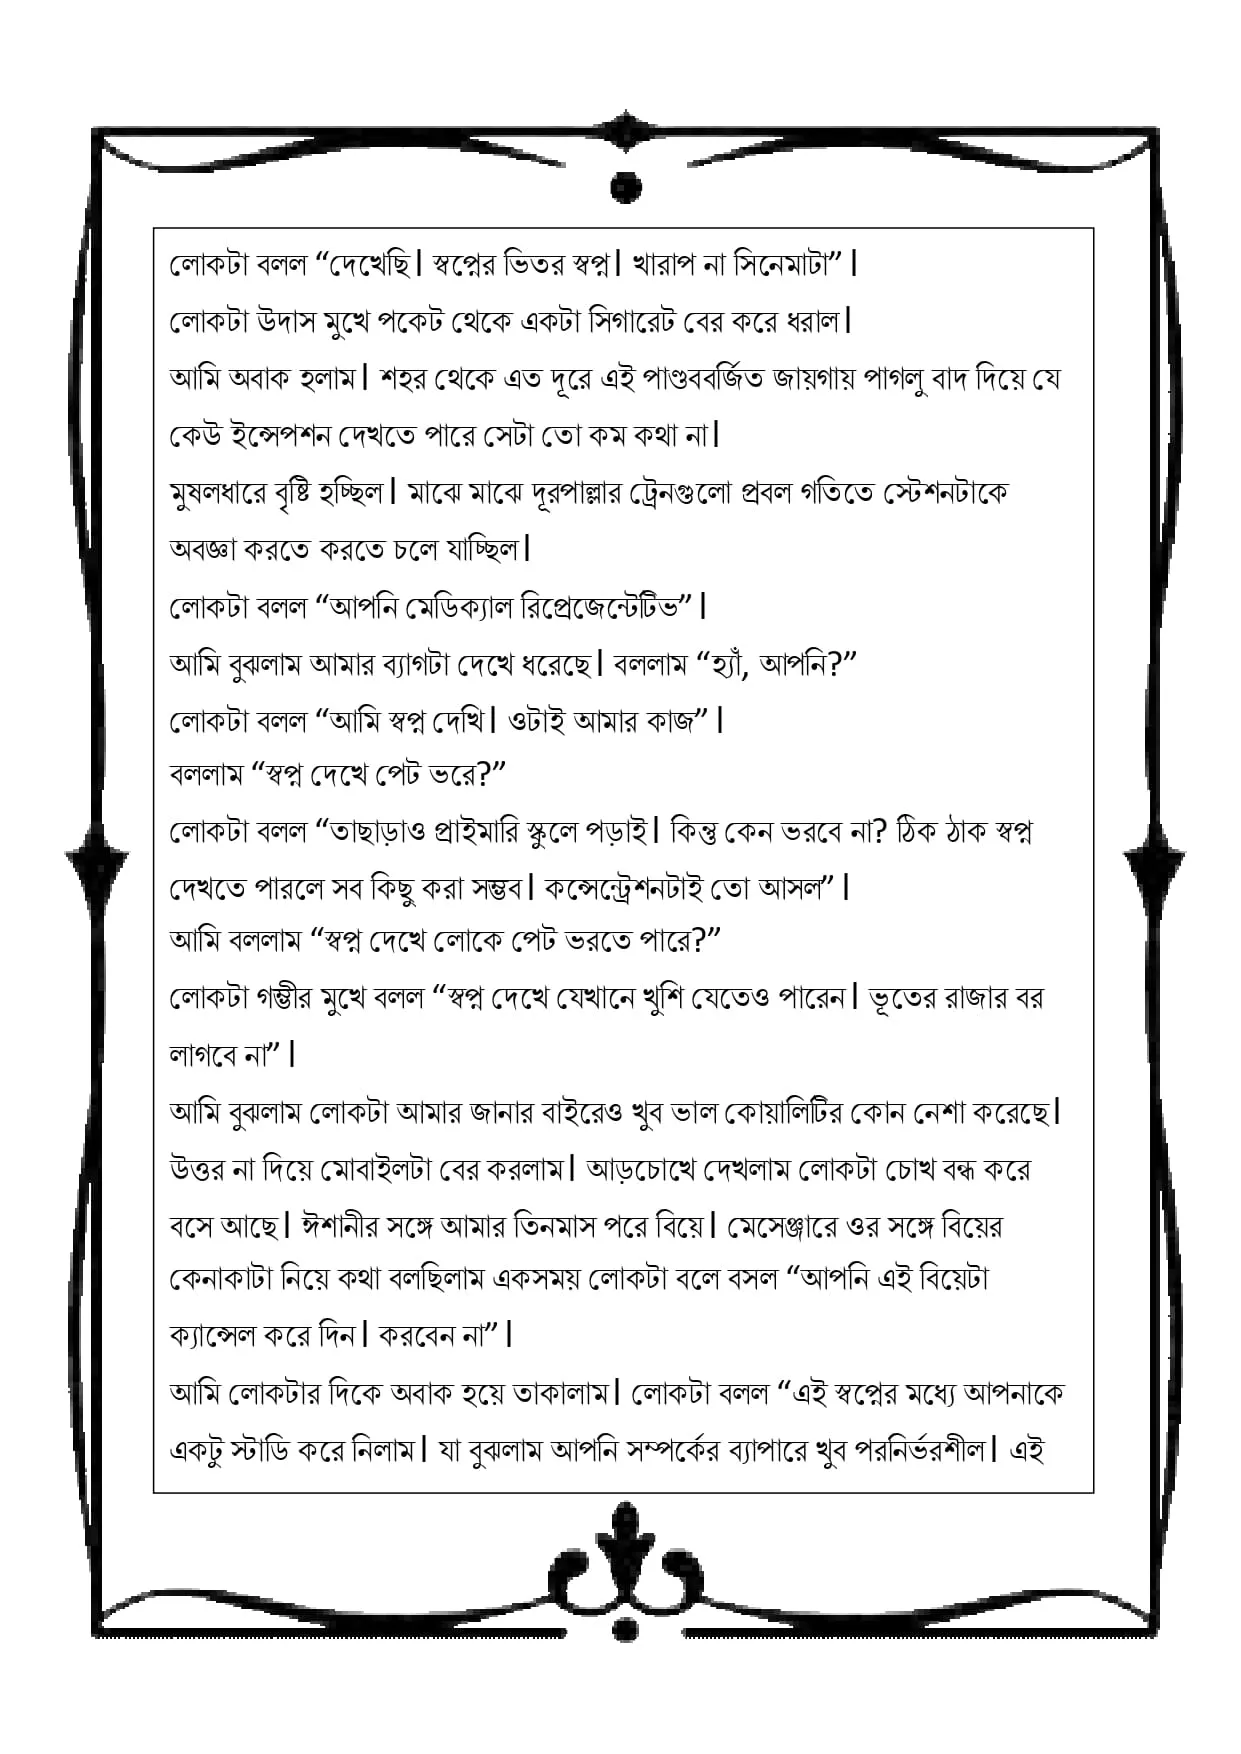 লোকটা বলল “দেখেছি। স্বপ্নের ভিতর স্বপ্ন। খারাপ না সিনেমাটা”।
লোকটা উদাস মুখে পকেট থেকে একটা সিগারেট বের করে ধরাল।
আমি অবাক হলাম। শহর থেকে এত দূরে এই পাণ্ডববর্জিত জায়গায় পাগলু বাদ দিয়ে যে
কেউ ইন্সেপশন দেখতে পারে সেটা তো কম কথা না।
মুষলধারে বৃষ্টি হচ্ছিল। মাঝে মাঝে দূরপাল্লার ট্রেনগুলো প্রবল গতিতে স্টেশনটাকে
অবজ্ঞা করতে করতে চলে যাচ্ছিল।
লোকটা বলল “আপনি মেডিক্যাল রিপ্রেজেন্টেটিভ”।
আমি বুঝলাম আমার ব্যাগটা দেখে ধরেছে। বললাম “হ্যাঁ, আপনি?”
লোকটা বলল “আমি স্বপ্ন দেখি। ওটাই আমার কাজ”।
বললাম “স্বপ্ন দেখে পেট ভরে?”
লোকটা বলল “তাছাড়াও প্রাইমারি স্কুলে পড়াই। কিন্তু কেন ভরবে না? ঠিক ঠাক স্বপ্ন
দেখতে পারলে সব কিছু করা সম্ভব। কন্সেন্ট্রেশনটাই তো আসল”।
আমি বললাম “স্বপ্ন দেখে লোকে পেট ভরতে পারে?”
লোকটা গম্ভীর মুখে বলল “স্বপ্ন দেখে যেখানে খুশি যেতেও পারেন। ভূতের রাজার বর
লাগবে না”।
আমি বুঝলাম লোকটা আমার জানার বাইরেও খুব ভাল কোয়ালিটির কোন নেশা করেছে।
উত্তর না দিয়ে মোবাইলটা বের করলাম। আড়চোখে দেখলাম লোকটা চোখ বন্ধ করে
বসে আছে। ঈশানীর সঙ্গে আমার তিনমাস পরে বিয়ে। মেসেঞ্জারে ওর সঙ্গে বিয়ের
কেনাকাটা নিয়ে কথা বলছিলাম একসময় লোকটা বলে বসল “আপনি এই বিয়েটা
ক্যান্সেল করে দিন। করবেন না”।
আমি লোকটার দিকে অবাক হয়ে তাকালাম। লোকটা বলল “এই স্বপ্নের মধ্যে আপনাকে
একটু স্টাডি করে নিলাম। যা বুঝলাম আপনি সম্পর্কের ব্যাপারে খুব পরনির্ভরশীল। এই